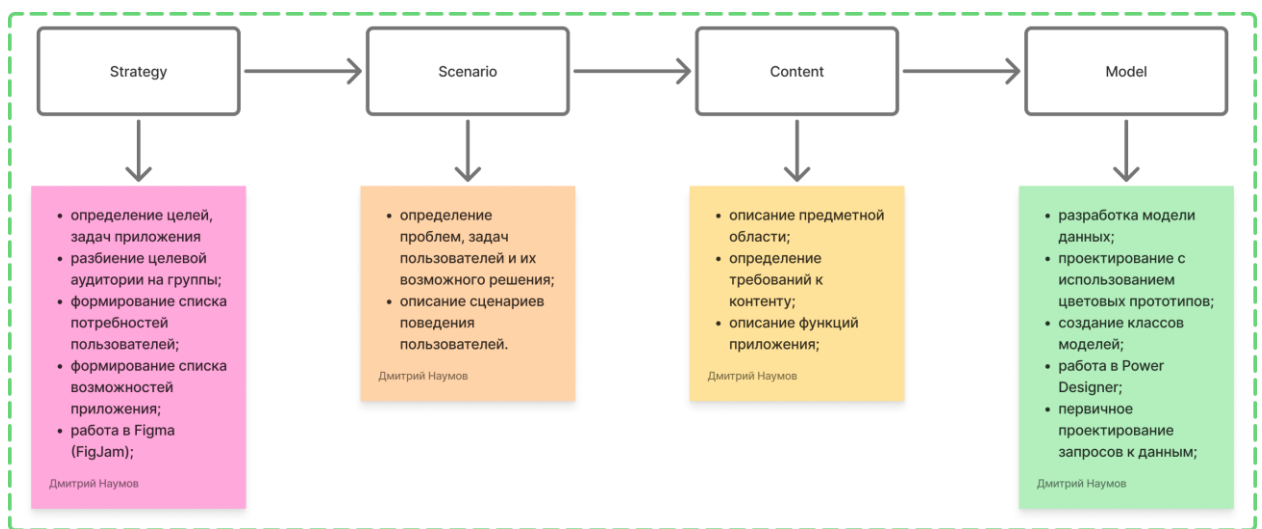 Strategy
Scenario
Content
Model
• определение целей,
задач приложения
• разбиение целевой
аудитории на группы;
• формирование списка
потребностей
пользователей;
• формирование списка
возможностей
приложения;
• работа в Figma
(FigJam);
Дмитрий Наумов
• определение
проблем, задач
пользователей и их
возможного решения;
• описание сценариев
поведения
пользователей.
Дмитрий Наумов
• описание предметной
области;
• определение
требований к
контенту;
• описание функций
приложения;
Дмитрий Наумов
• разработка модели
данных;
• проектирование с
использованием
цветовых прототипов;
• создание классов
моделей;
• работа в Power
Designer;
• первичное
проектирование
запросов к данным;
Дмитрий Наумов